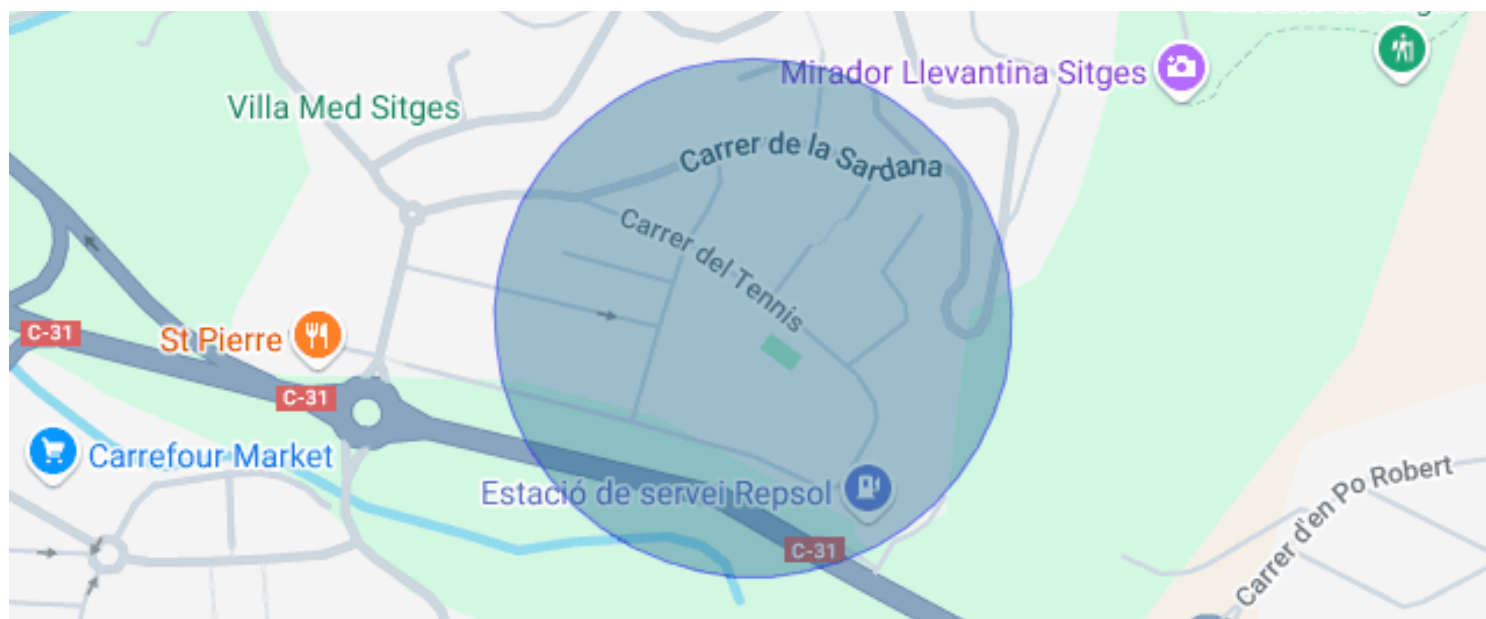 Mirador Llevantina Sitges
Villa Med Sitges
Carrer de la Sardana
Carrer del Tennis
C-31
St Pierre
C-31
Carrefour Market
Estació de servei Repsol
Carrer d'en Po Robert
C-31